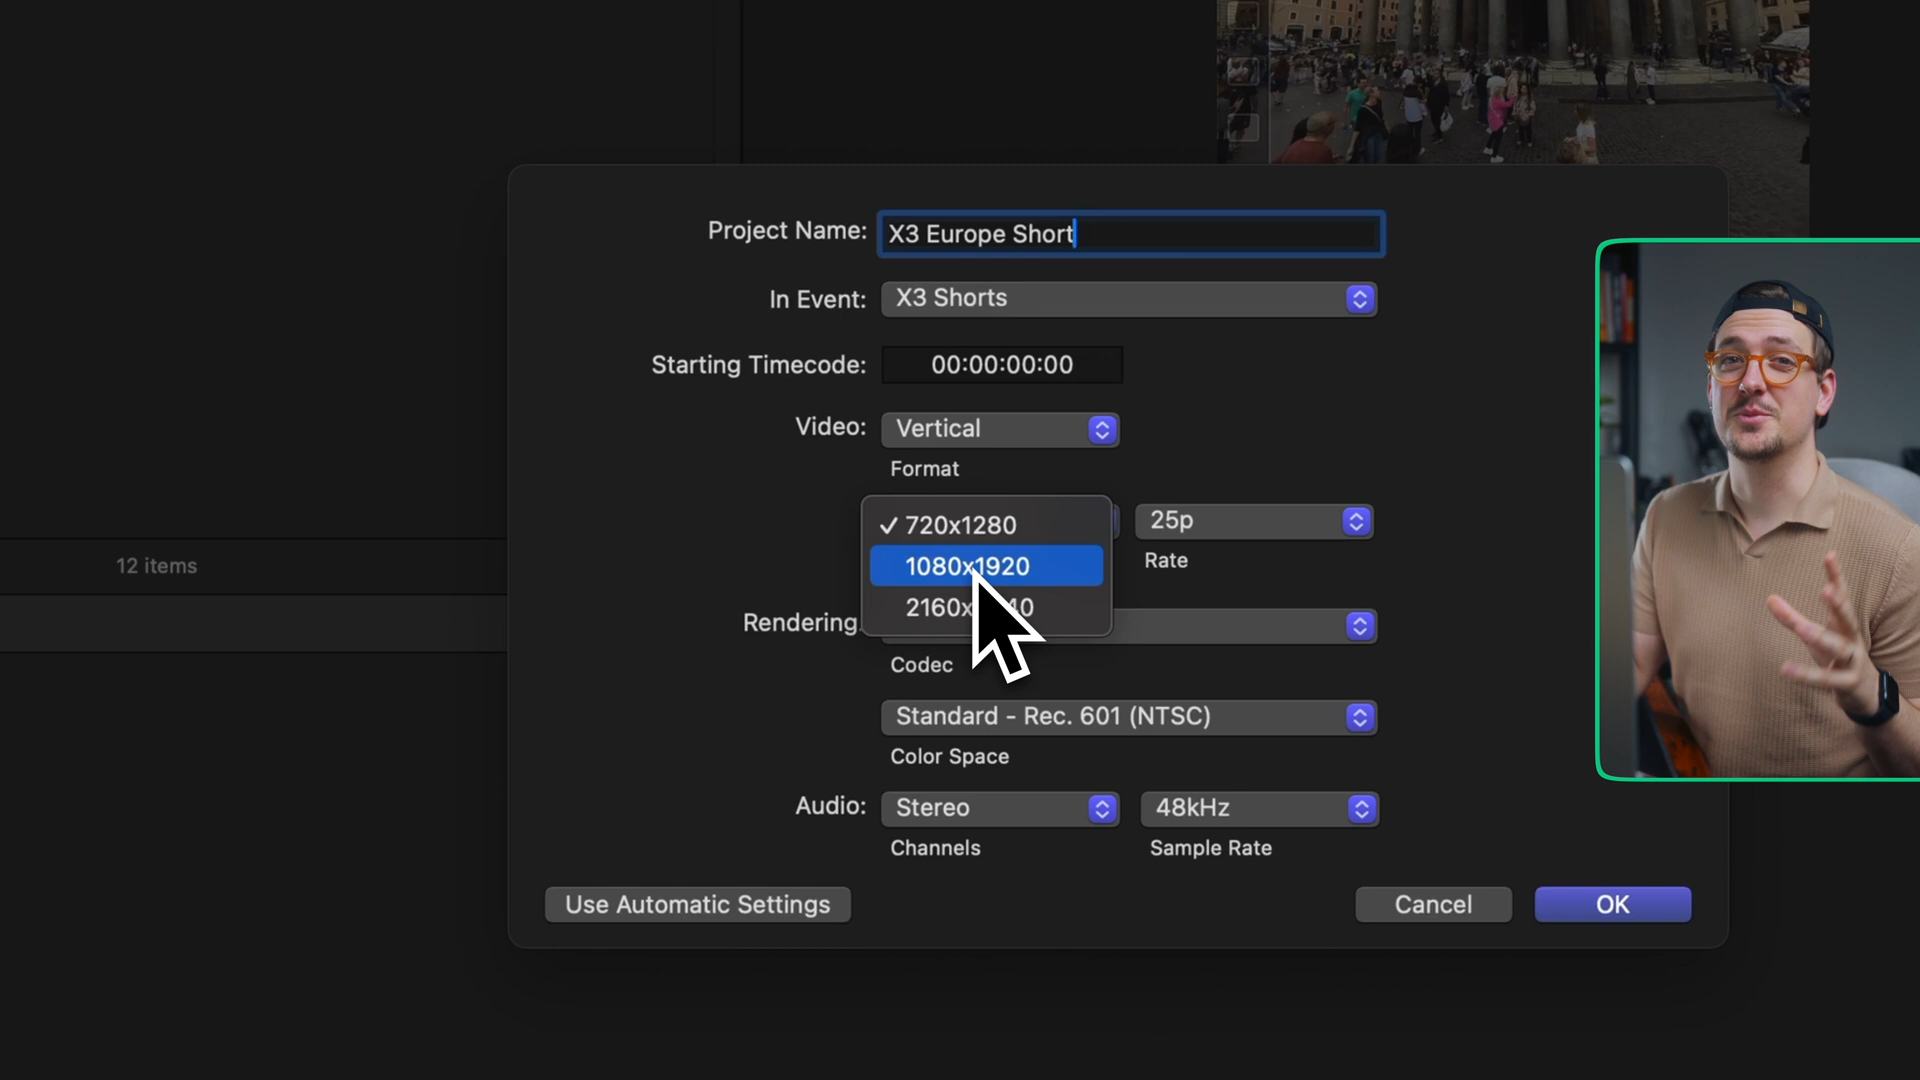 Project Name: X3 Europe Short
In Event: X3 Shorts
Starting Timecode: 00:00:00:00
Video: Vertical
Format
✓ 720x1280
25p
1080x1920
Rate
Rendering:
Codec
Standard - Rec. 601 (NTSC)
Color Space
Audio: Stereo 48kHz
Channels Sample Rate
Use Automatic Settings Cancel OK
12 items